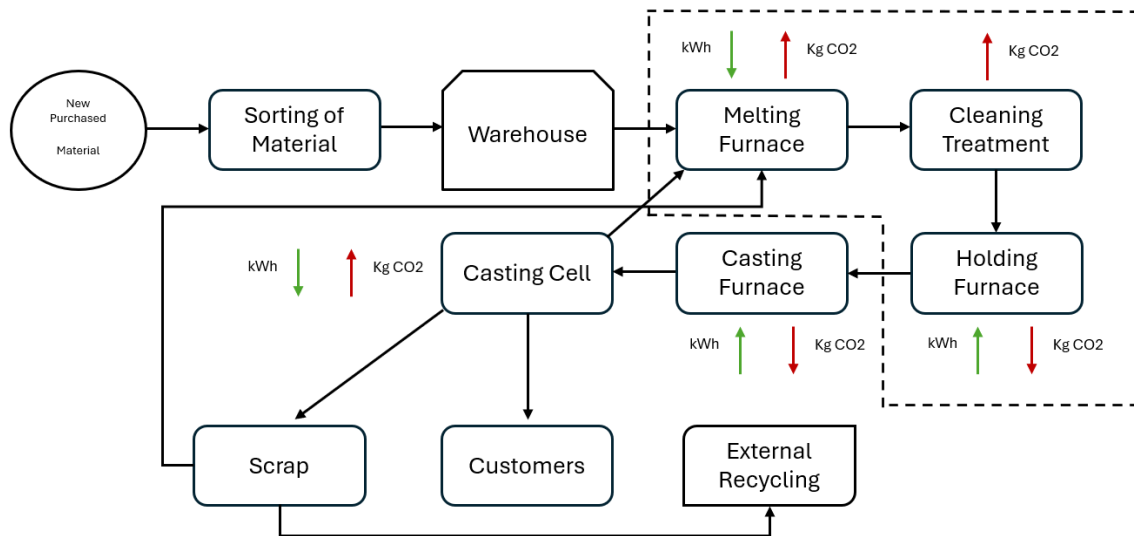 kWh
Kg CO2
Kg CO2
New
Purchased
Material
Sorting of
Material
Warehouse
Melting
Furnace
Cleaning
Treatment
kWh
Kg CO2
Casting Cell
Casting
Furnace
Holding
Furnace
kWh
Kg CO2
kWh
Kg CO2
Scrap
Customers
External
Recycling